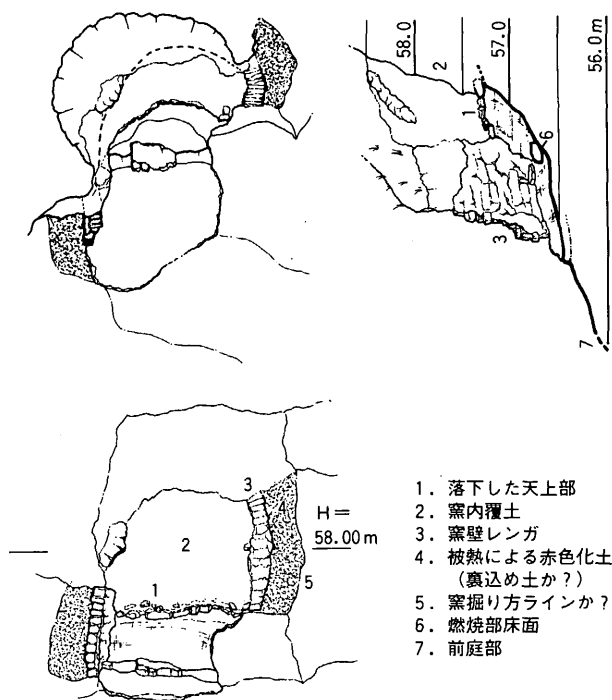 58.0
57.0
56.0m
2
1
6
3
7
3
4
H=
58.00m
2
1
5
1. 落下した天上部
2. 窯内覆土
3. 窯壁レンガ
4. 被熱による赤色化土
(裏込め土か?)
5. 窯掘り方ラインか?
6. 燃焼部床面
7. 前庭部